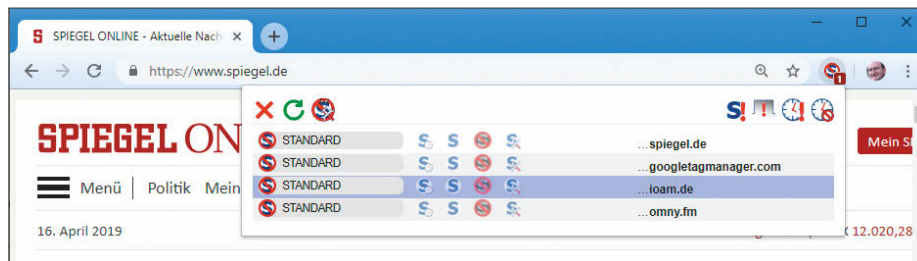 SPIEGEL ONLINE - Aktuelle Nach
https://www.spiegel.de
1
S!
SPIEGEL ON
Mein S
STANDARD ...spiegel.de
STANDARD ...googletagmanager.com
STANDARD ...ioam.de
STANDARD ...omny.fm
Menü | Politik Mein
16. April 2019
12.020,28